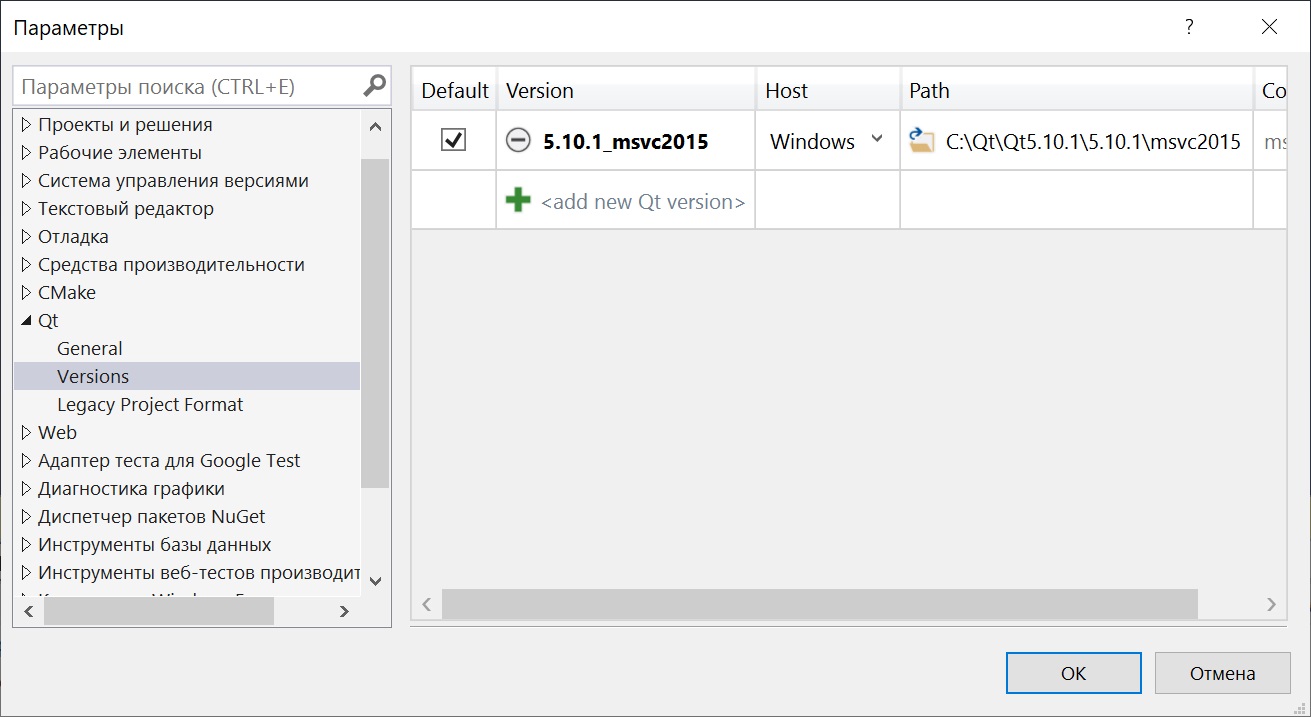 Параметры
?
Параметры поиска (CTRL+E)
Проекты и решения
Рабочие элементы
Система управления версиями
Текстовый редактор
Отладка
Средства производительности
CMake
Qt
General
Versions
Legacy Project Format
Web
Адаптер теста для Google Test
Диагностика графики
Диспетчер пакетов NuGet
Инструменты базы данных
Инструменты веб-тестов производит
Default Version Host Path Co
5.10.1_msvc2015 Windows C:\Qt\Qt5.10.1\5.10.1\msvc2015 ms
<add new Qt version>
ОК Отмена